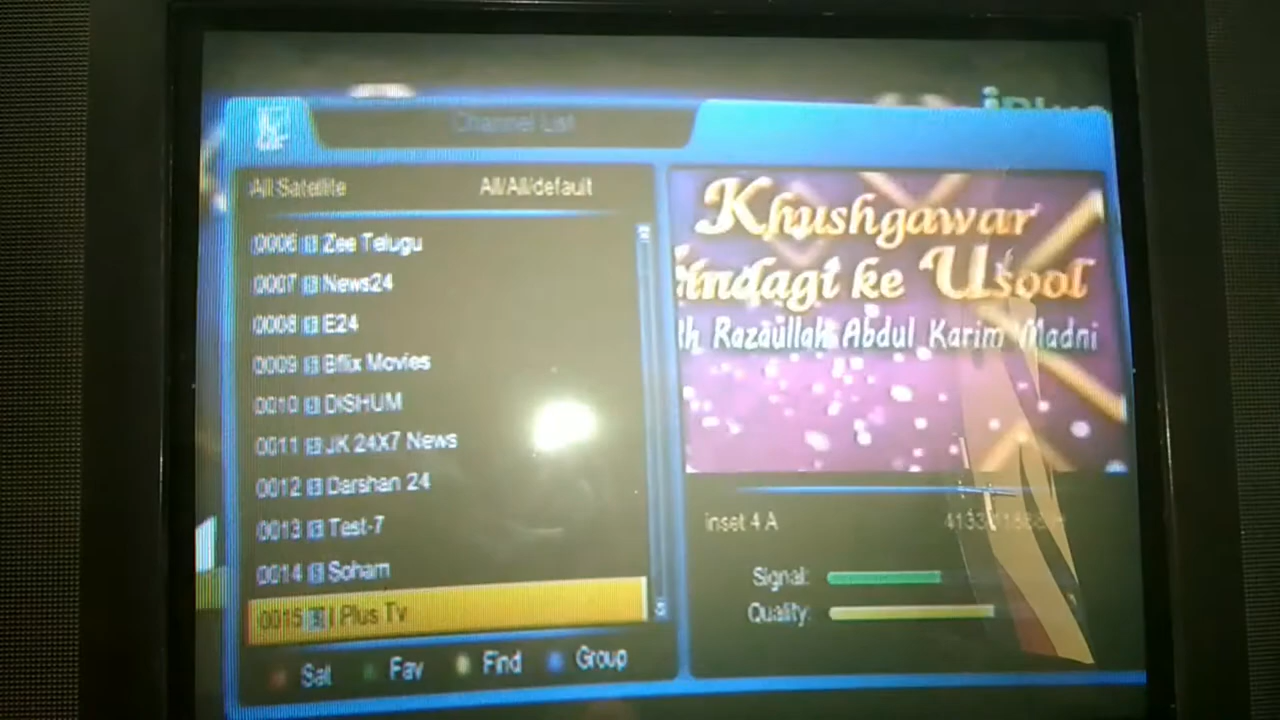 iPlus
Channel List
All Satellite All/All/default
0006 Zee Telugu
0007 News24
0008 E24
0009 Bflix Movies
0010 DISHUM
0011 JK 24X7 News
0012 Darshan 24
0013 Test-7
0014 Soham
0015 I Plus Tv
Sat Fav Find Group
Khushgawar
indagi ke Usool
Razaullah Abdul Karim Madni
inset 4 A
Signal:
Quality: